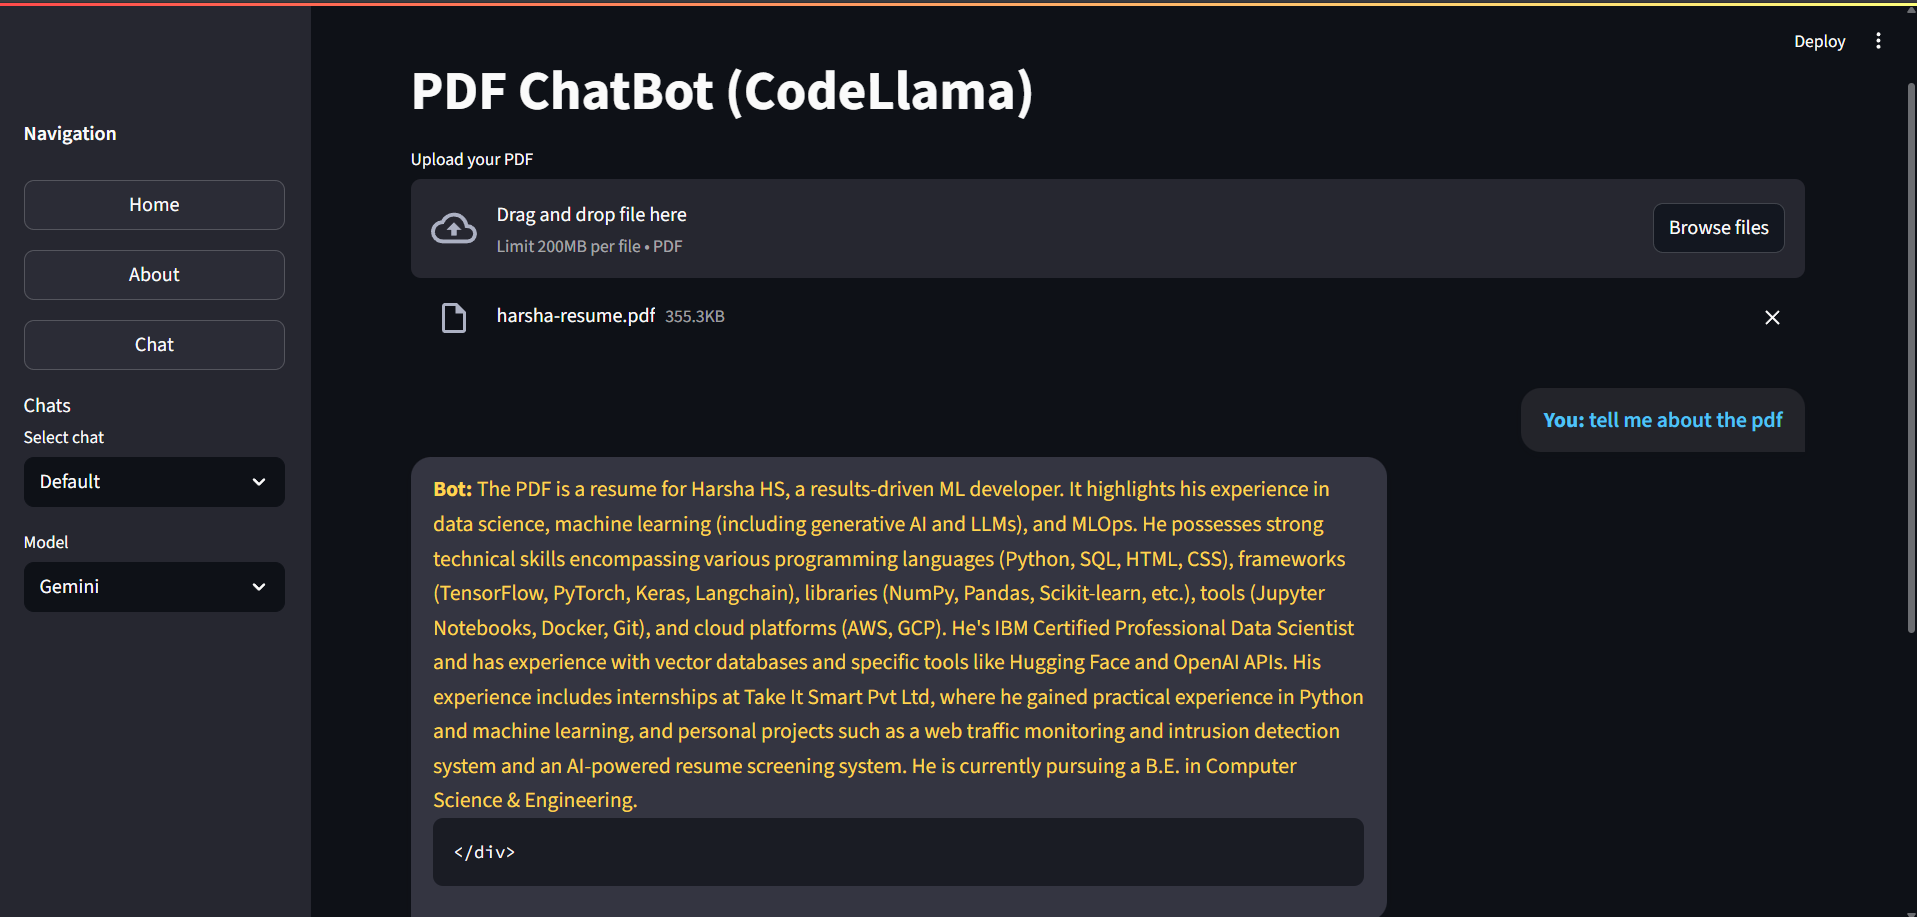 Deploy
Navigation
Home
About
Chat
Chats
Select chat
Default
Model
Gemini
PDF ChatBot (CodeLlama)
Upload your PDF
Drag and drop file here
Limit 200MB per file • PDF
Browse files
harsha-resume.pdf 355.3KB
You: tell me about the pdf
Bot: The PDF is a resume for Harsha HS, a results-driven ML developer. It highlights his experience in
data science, machine learning (including generative AI and LLMs), and MLOps. He possesses strong
technical skills encompassing various programming languages (Python, SQL, HTML, CSS), frameworks
(TensorFlow, PyTorch, Keras, Langchain), libraries (NumPy, Pandas, Scikit-learn, etc.), tools (Jupyter
Notebooks, Docker, Git), and cloud platforms (AWS, GCP). He's IBM Certified Professional Data Scientist
and has experience with vector databases and specific tools like Hugging Face and OpenAI APIs. His
experience includes internships at Take It Smart Pvt Ltd, where he gained practical experience in Python
and machine learning, and personal projects such as a web traffic monitoring and intrusion detection
system and an AI-powered resume screening system. He is currently pursuing a B.E. in Computer
Science & Engineering.
</div>